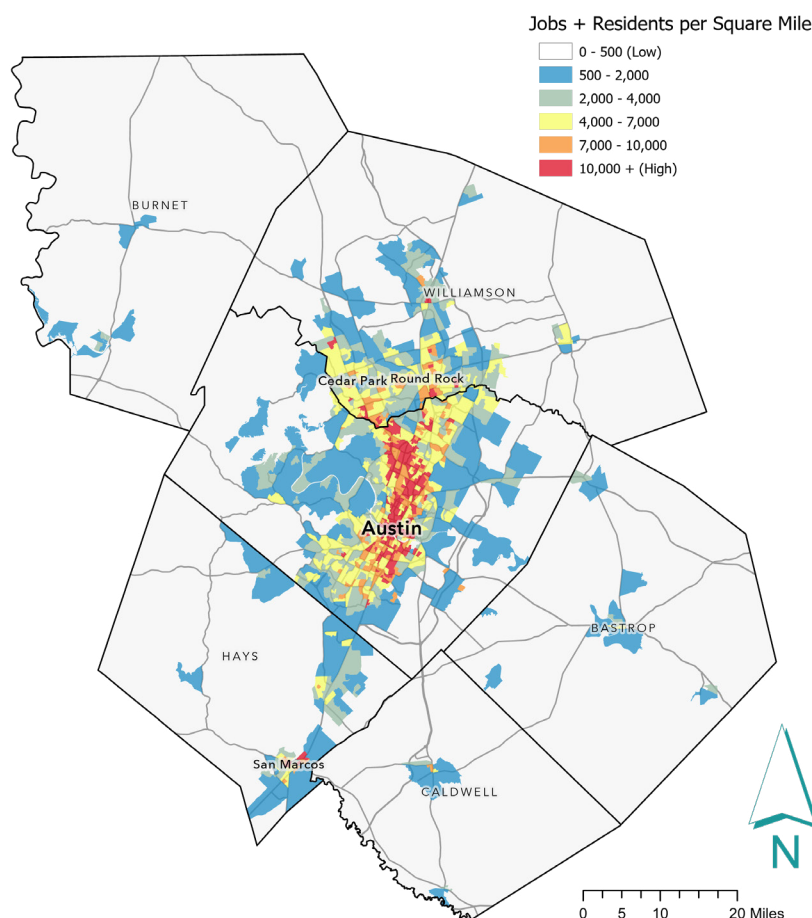 Jobs + Residents per Square Mile
0 - 500 (Low)
500 - 2,000
2,000 - 4,000
4,000 - 7,000
7,000 - 10,000
10,000 + (High)
BURNET
WILLIAMSON
Cedar Park
Round Rock
Austin
BASTROP
HAYS
San Marcos
CALDWELL
N
0 5 10 20 Miles